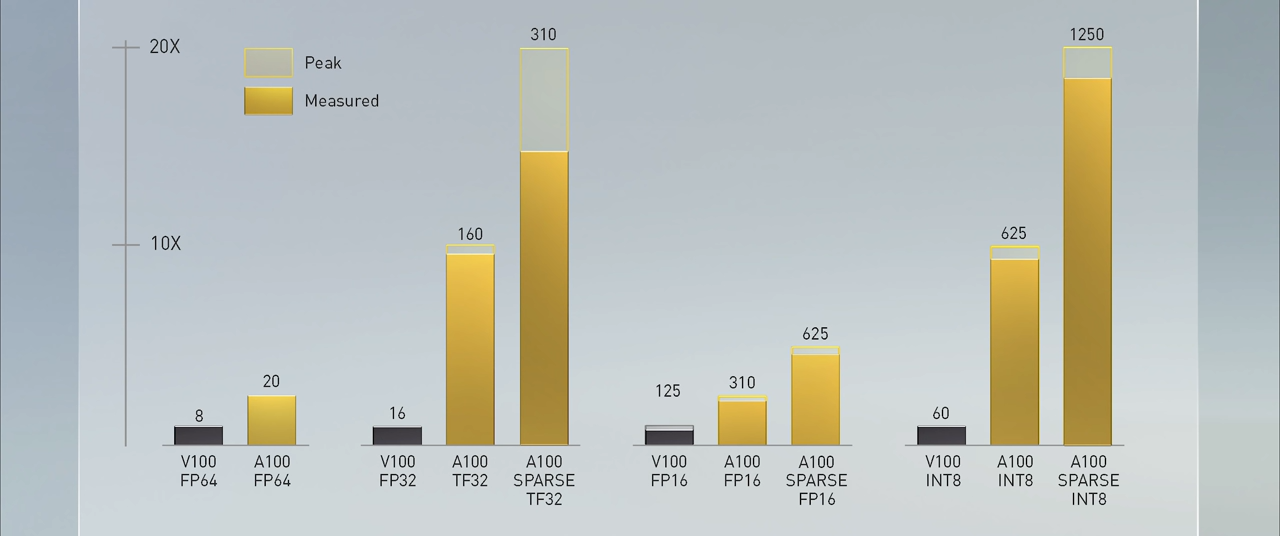 20X
10X
Peak
Measured
8
20
16
160
310
125
310
625
60
625
1250
V100
FP64
A100
FP64
V100
FP32
A100
TF32
A100
SPARSE
TF32
V100
FP16
A100
FP16
A100
SPARSE
FP16
V100
INT8
A100
INT8
A100
SPARSE
INT8